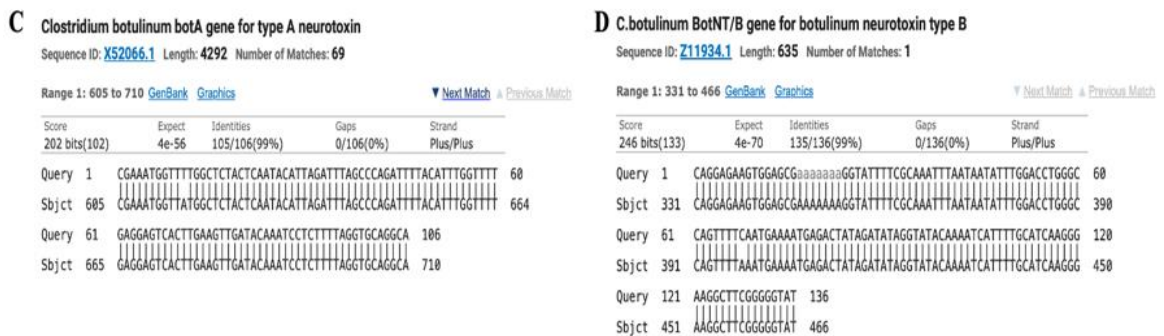 C Clostridium botulinum botA gene for type A neurotoxin
Sequence ID: X52066.1 Length: 4292 Number of Matches: 69
Range 1: 605 to 710 GenBank Graphics ▼ Next Match ▲ Previous Match
Score Expect Identities Gaps Strand
202 bits(102) 4e-56 105/106(99%) 0/106(0%) Plus/Plus
Query 1 CGAAATGGTTTTGGCTCTACTCAATACATTAGATTTAGCCCAGATTTTACATTTGGTTTT 60
Sbjct 605 CGAAATGGTTATGGCTCTACTCAATACATTAGATTTAGCCCAGATTTTACATTTGGTTTT 664
Query 61 GAGGAGTCACTTGAAGTTGATACAAATCCTCTTTTAGGTGCAGGCA 106
Sbjct 665 GAGGAGTCACTTGAAGTTGATACAAATCCTCTTTTAGGTGCAGGCA 710
D C.botulinum BotNT/B gene for botulinum neurotoxin type B
Sequence ID: Z11934.1 Length: 635 Number of Matches: 1
Range 1: 331 to 466 GenBank Graphics ▼ Next Match ▲ Previous Match
Score Expect Identities Gaps Strand
246 bits(133) 4e-70 135/136(99%) 0/136(0%) Plus/Plus
Query 1 CAGGAGAAGTGGAGCGaaaaaaaGGTATTTTCGCAAATTTAATAATATTTGGACCTGGGC 60
Sbjct 331 CAGGAGAAGTGGAGCGAAAAAAAGGTATTTTCGCAAATTTAATAATATTTGGACCTGGGC 390
Query 61 CAGTTTTCAATGAAAATGAGACTATAGATATAGGTATACAAAATCATTTTGCATCAAGGG 120
Sbjct 391 CAGTTTTAAATGAAAATGAGACTATAGATATAGGTATACAAAATCATTTTGCATCAAGGG 450
Query 121 AAGGCTTCGGGGGTAT 136
Sbjct 451 AAGGCTTCGGGGGTAT 466